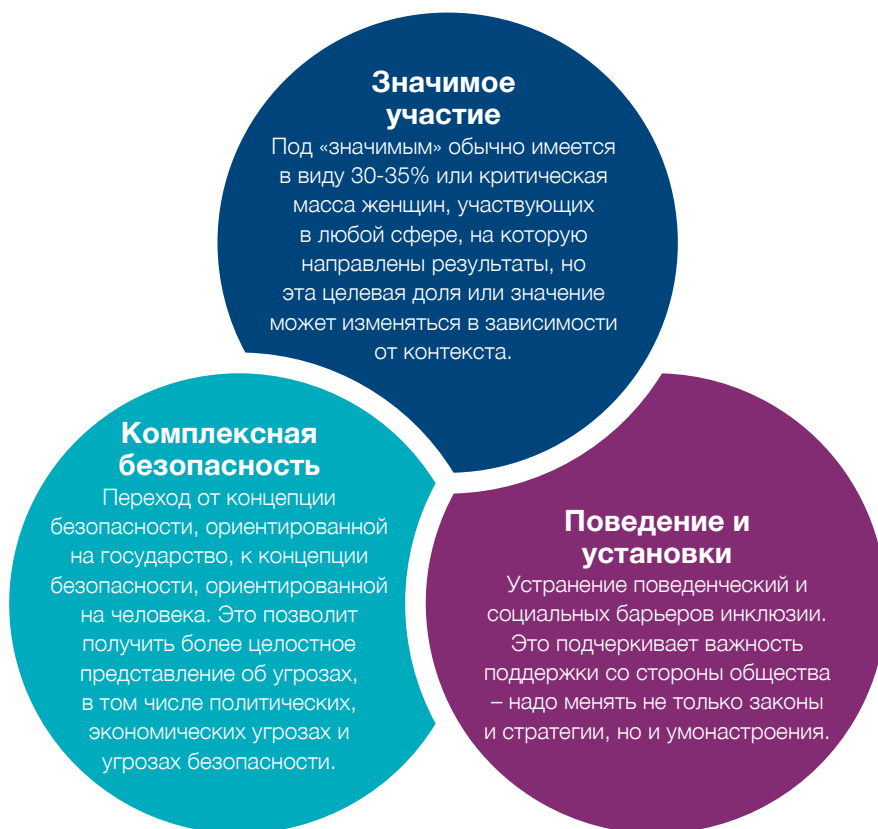 Значимое
участие
Под «значимым» обычно имеется
в виду 30-35% или критическая
масса женщин, участвующих
в любой сфере, на которую
направлены результаты, но
эта целевая доля или значение
может изменяться в зависимости
от контекста.
Комплексная
безопасность
Переход от концепции
безопасности, ориентированной
на государство, к концепции
безопасности, ориентированной
на человека. Это позволит
получить более целостное
представление об угрозах,
в том числе политических,
экономических угрозах и
угрозах безопасности.
Поведение и
установки
Устранение поведенческий и
социальных барьеров инклюзии.
Это подчеркивает важность
поддержки со стороны общества
– надо менять не только законы
и стратегии, но и умонастроения.